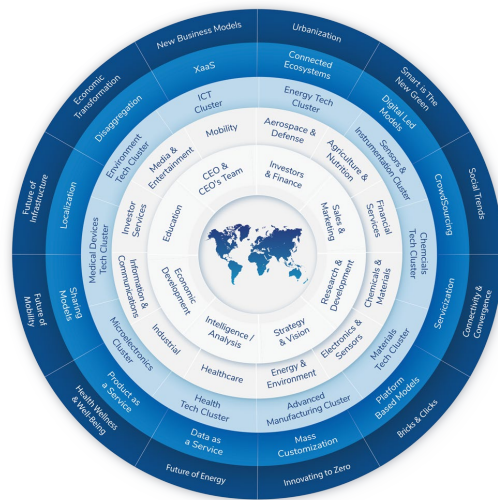 New Business Models
Urbanization
Smart is The
New Green
Social Trends
Connectivity &
Convergence
Bricks & Clicks
Innovating to Zero
Future of Energy
Health Wellness
& Well-Being
Future of
Mobility
Future of
Infrastructure
Economic
Transformation
XaaS
Connected
Ecosystems
Digital Led
Models
CrowdSourcing
Servicization
Platform
Based Models
Mass
Customization
Data as
a Service
Product as
a Service
Sharing
Models
Localization
Disaggregation
ICT
Cluster
Energy Tech
Cluster
Sensors &
Instrumentation Cluster
Chemcials
Tech Cluster
Materials
Tech Cluster
Advanced
Manufacturing Cluster
Health
Tech Cluster
Microelectronics
Cluster
Medical Devices
Tech Cluster
Environment
Tech Cluster
Mobility
Aerospace &
Defense
Agriculture &
Nutrition
Financial
Services
Chemicals &
Materials
Electronics &
Sensors
Energy &
Environment
Healthcare
Industrial
Information &
Communications
Investor
Services
Media &
Entertainment
CEO &
CEO's Team
Investors
& Finance
Sales &
Marketing
Research &
Development
Strategy
& Vision
Intelligence /
Analysis
Economic
Development
Education